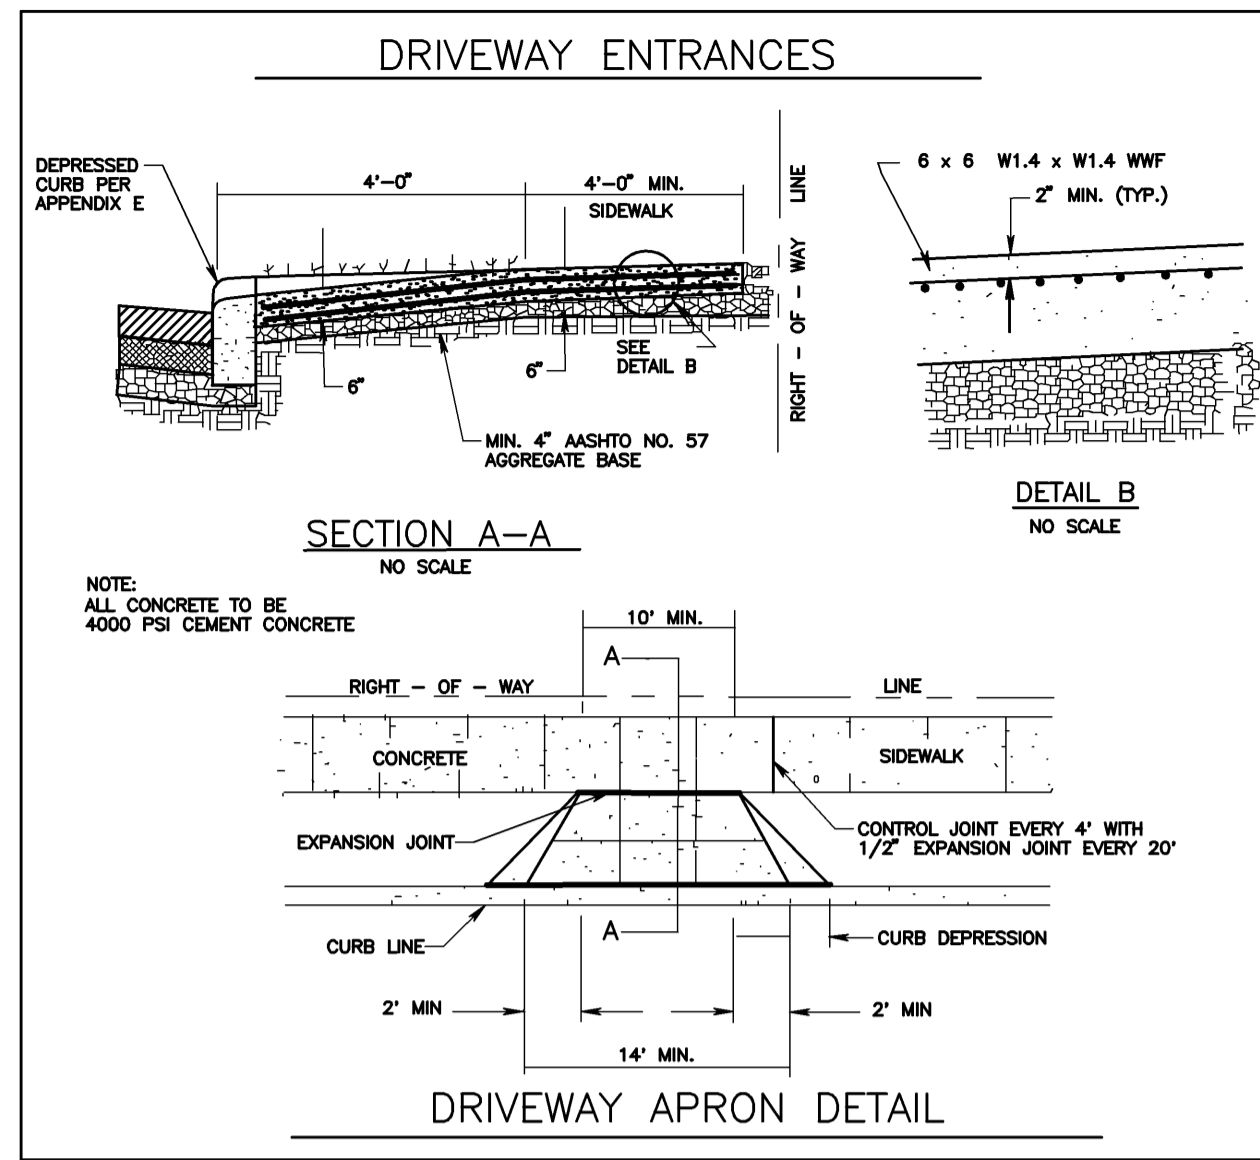 DRIVEWAY ENTRANCES
DEPRESSED
CURB PER
APPENDIX E
4'-0"
4'-0" MIN.
SIDEWALK
6"
6"
SEE
DETAIL B
MIN. 4" AASHTO NO. 57
AGGREGATE BASE
RIGHT - OF - WAY LINE
6 x 6 W1.4 x W1.4 WWF
2" MIN. (TYP.)
DETAIL B
NO SCALE
SECTION A-A
NO SCALE
NOTE:
ALL CONCRETE TO BE
4000 PSI CEMENT CONCRETE
10' MIN.
A
RIGHT - OF - WAY LINE
CONCRETE SIDEWALK
EXPANSION JOINT
CONTROL JOINT EVERY 4' WITH
1/2" EXPANSION JOINT EVERY 20'
A
CURB LINE
CURB DEPRESSION
2' MIN
2' MIN
14' MIN.
DRIVEWAY APRON DETAIL